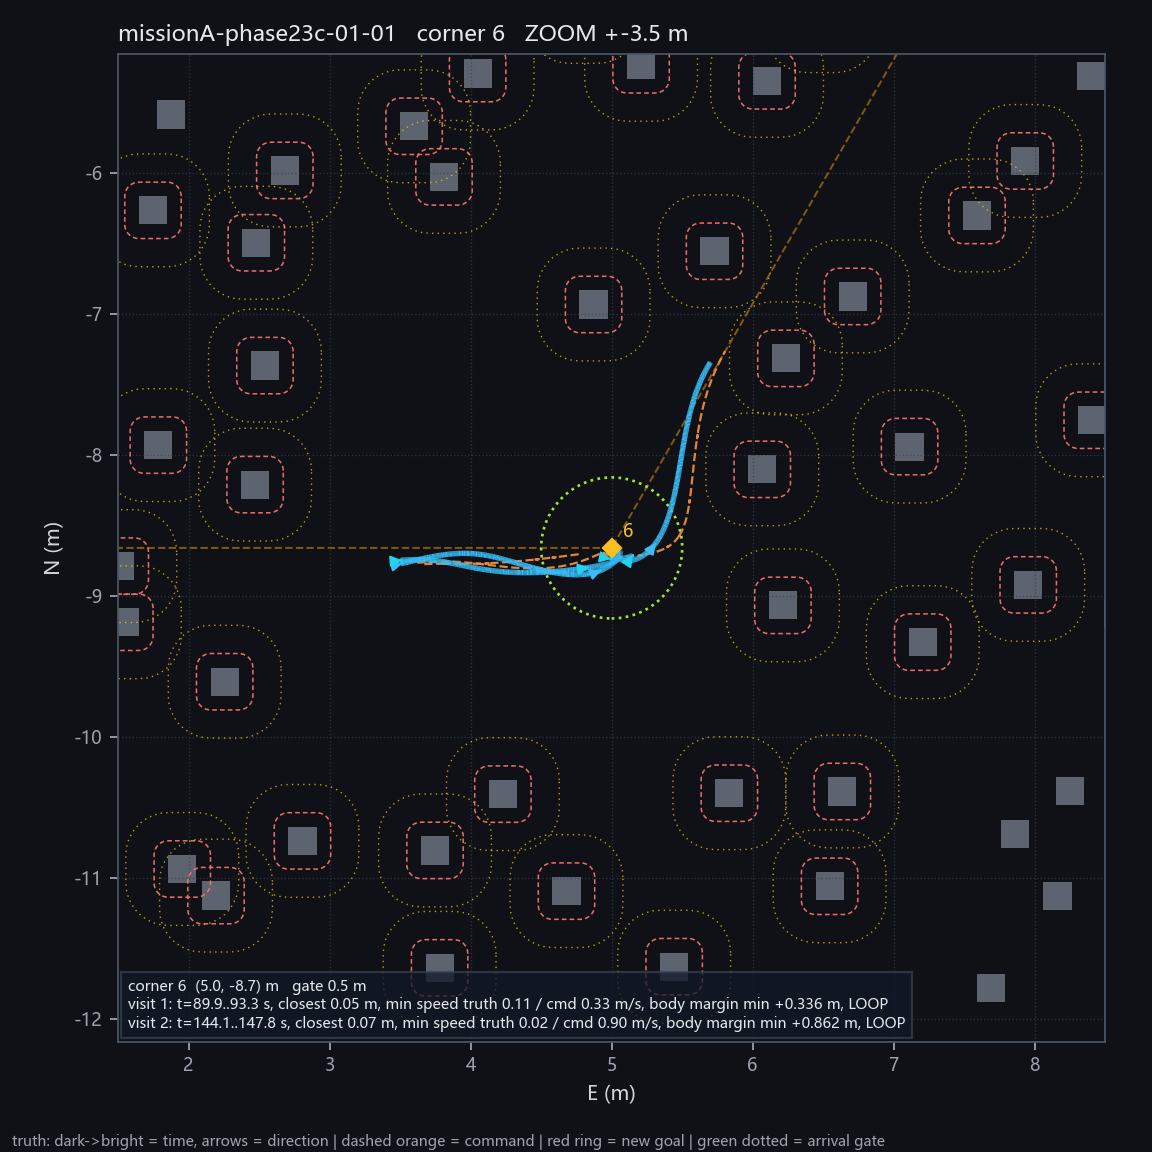 missionA-phase23c-01-01   corner 6   ZOOM +-3.5 m
-6
-7
-8
-9
-10
-11
-12
N (m)
6
corner 6  (5.0, -8.7) m   gate 0.5 m
visit 1: t=89.9..93.3 s, closest 0.05 m, min speed truth 0.11 / cmd 0.33 m/s, body margin min +0.336 m, LOOP
visit 2: t=144.1..147.8 s, closest 0.07 m, min speed truth 0.02 / cmd 0.90 m/s, body margin min +0.862 m, LOOP
2 3 4 5 6 7 8
E (m)
truth: dark->bright = time, arrows = direction | dashed orange = command | red ring = new goal | green dotted = arrival gate